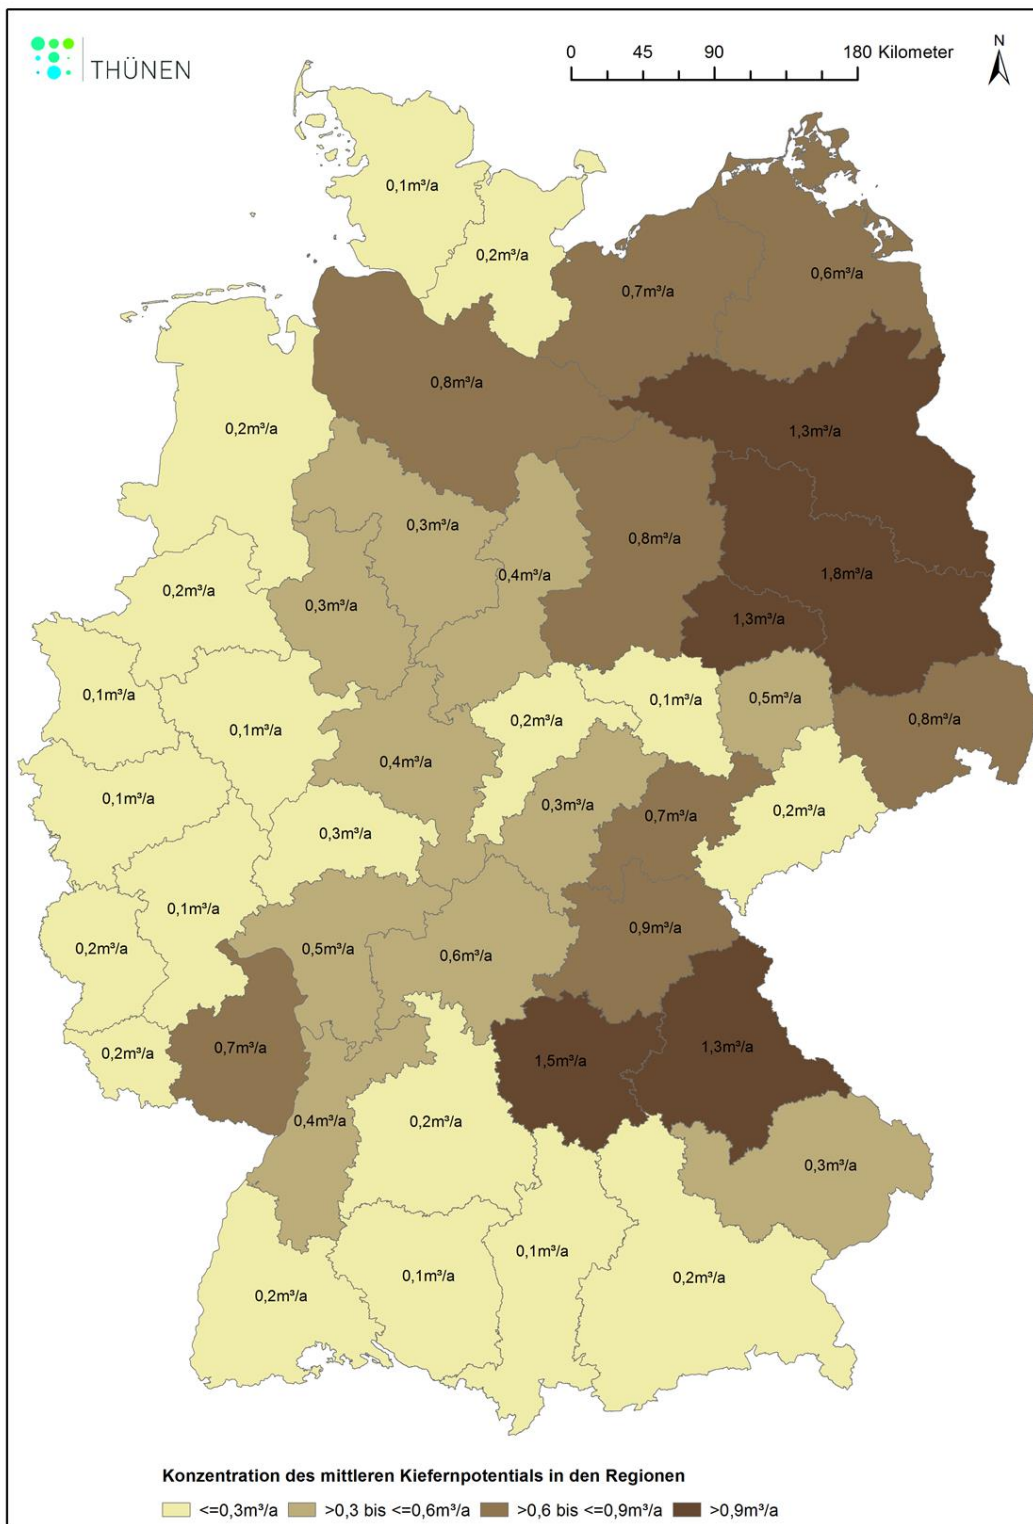 THÜNEN
0 45 90 180 Kilometer
N
0,1m³/a
0,2m³/a
0,6m³/a
0,7m³/a
0,8m³/a
0,2m³/a
1,3m³/a
0,3m³/a
0,8m³/a
0,4m³/a
1,8m³/a
0,2m³/a
0,3m³/a
1,3m³/a
0,1m³/a
0,1m³/a
0,5m³/a
0,2m³/a
0,8m³/a
0,1m³/a
0,4m³/a
0,1m³/a
0,3m³/a
0,7m³/a
0,2m³/a
0,3m³/a
0,1m³/a
0,9m³/a
0,2m³/a
0,5m³/a
0,6m³/a
0,7m³/a
1,3m³/a
0,2m³/a
1,5m³/a
0,4m³/a
0,2m³/a
0,3m³/a
0,1m³/a
0,1m³/a
0,2m³/a
0,2m³/a
Konzentration des mittleren Kiefernpotentials in den Regionen
<=0,3m³/a >0,3 bis <=0,6m³/a >0,6 bis <=0,9m³/a >0,9m³/a